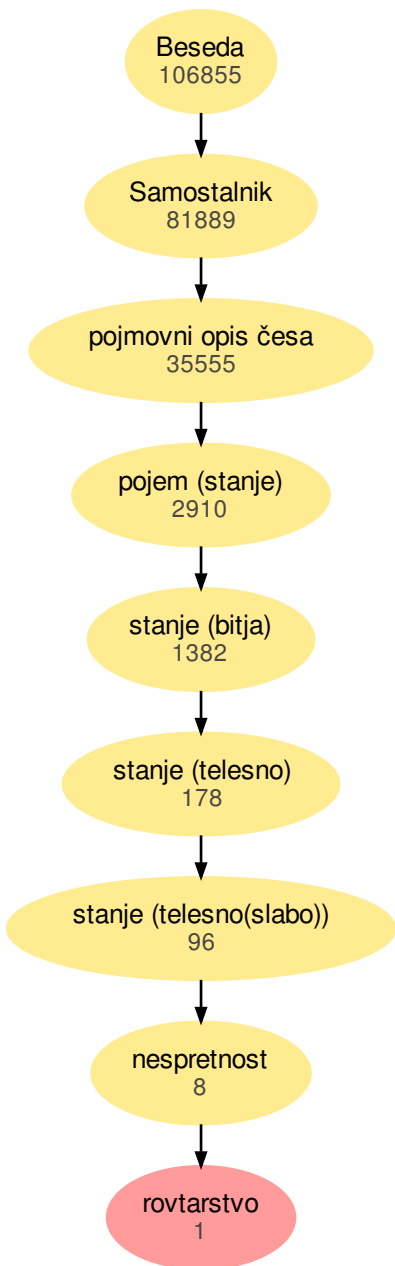 Beseda
106855
Samostalnik
81889
pojmovni opis česa
35555
pojem (stanje)
2910
stanje (bitja)
1382
stanje (telesno)
178
stanje (telesno(slabo))
96
nespretnost
8
rovtarstvo
1